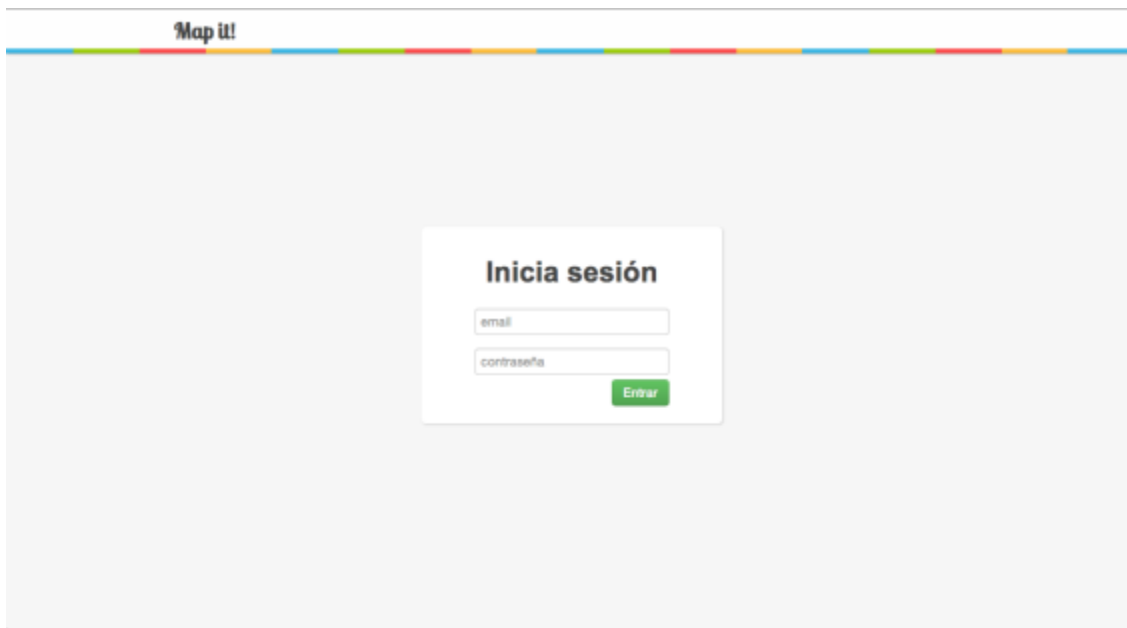 Map it!
Inicia sesión
email
contraseña
Entrar